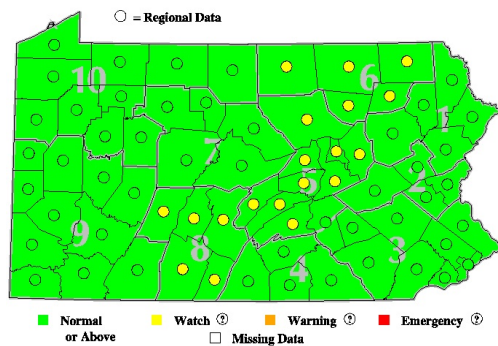 = Regional Data
10
6
1
7
5
2
9
8
4
3
Normal or Above
Watch ?
Warning ?
Emergency ?
Missing Data